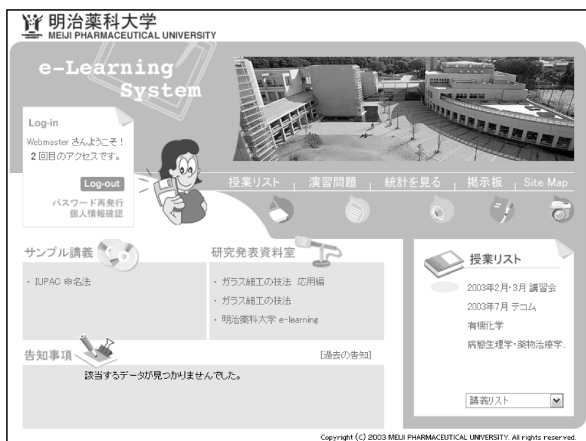 明治薬科大学
MEIJI PHARMACEUTICAL UNIVERSITY
e-Learning
System
Log-in
Webmaster さんようこそ!
2回目のアクセスです。
Log-out
パスワード再発行
個人情報確認
授業リスト | 演習問題 | 統計を見る | 掲示板 | Site Map
サンプル講義
・IUPAC 命名法
研究発表資料室
・ガラス細工の技法 応用編
・ガラス細工の技法
・明治薬科大学 e-learning
授業リスト
2003年2月・3月 講習会
2003年7月 テコム
有機化学
病態生理学・薬物治療学..
講義リスト
告知事項
[過去の告知]
該当するデータが見つかりませんでした。
Copyright (C) 2003 MEIJI PHARMACEUTICAL UNIVERSITY. All rights reserved.